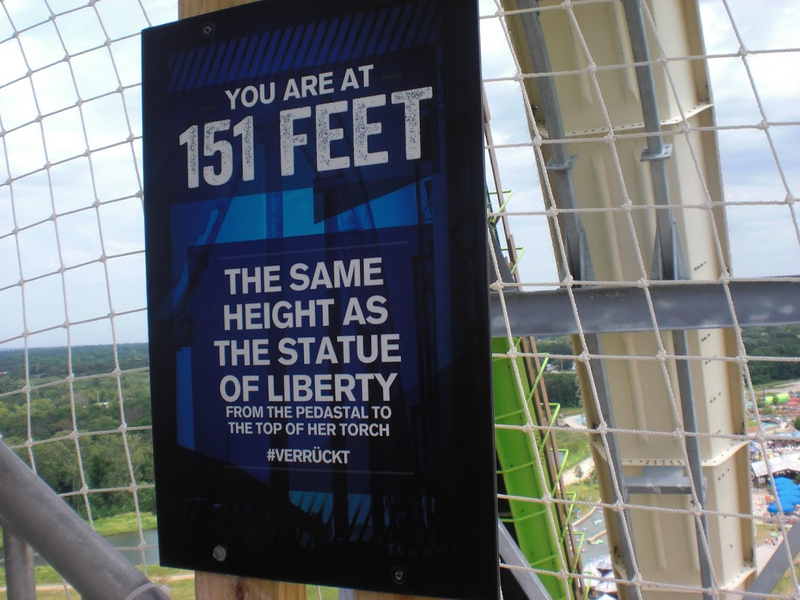 YOU ARE AT
151 FEET
THE SAME
HEIGHT AS
THE STATUE
OF LIBERTY
FROM THE PEDASTAL TO
THE TOP OF HER TORCH
#VERRÜCKT